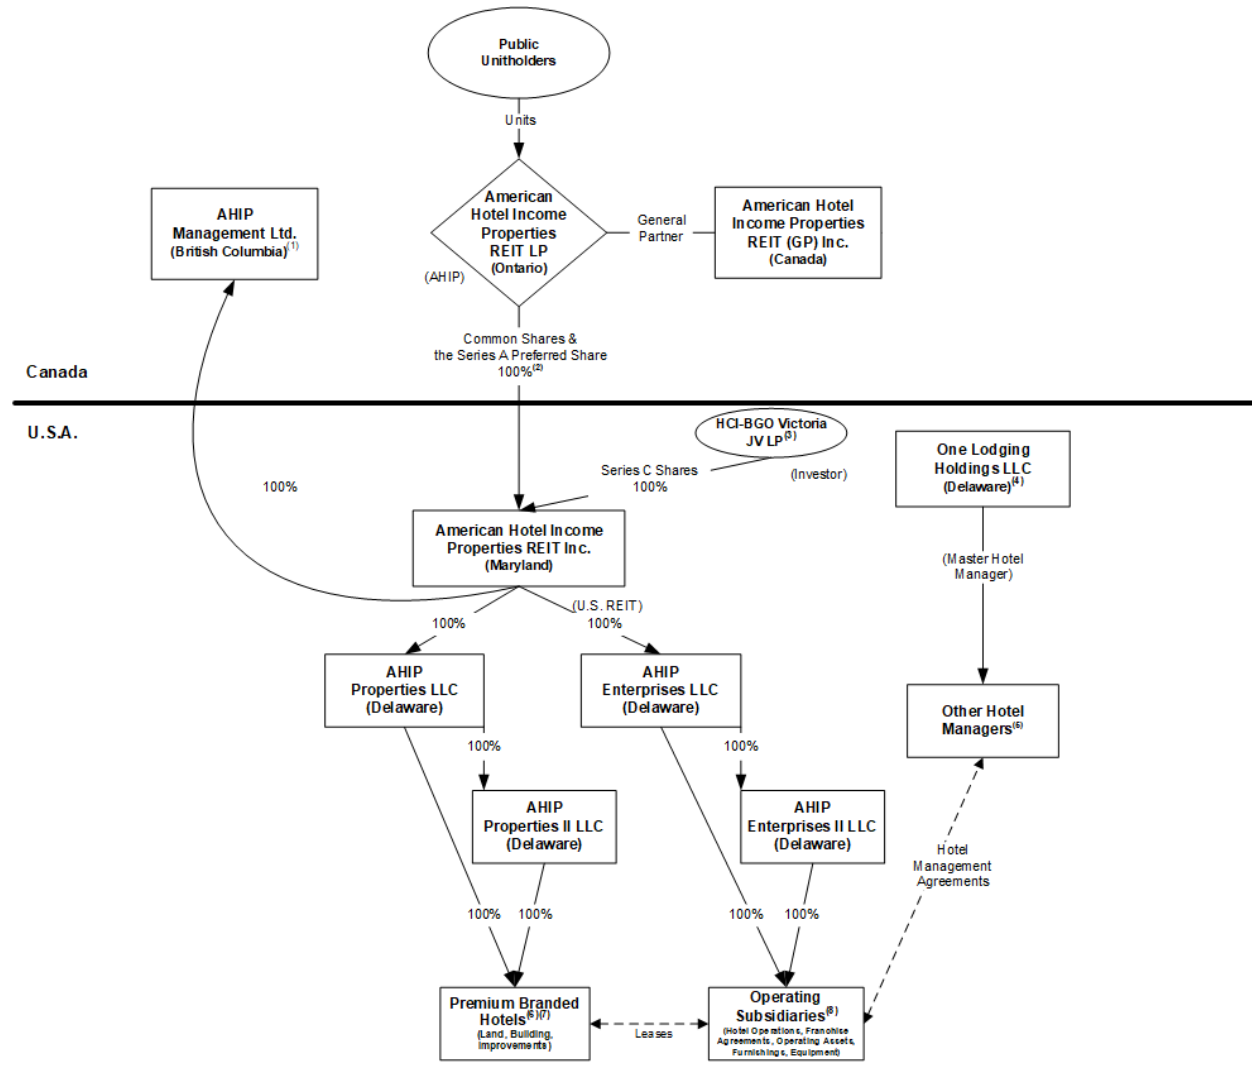 Public
Unitholders
Units
AHIP
Management Ltd.
(British Columbia)(1)
American
Hotel Income
Properties
REIT LP
(Ontario)
(AHIP)
General
Partner
American Hotel
Income Properties
REIT (GP) Inc.
(Canada)
Common Shares &
the Series A Preferred Share
100%(2)
Canada
U.S.A.
HCI-BGO Victoria
JV LP(3)
(Investor)
Series C Shares
100%
100%
One Lodging
Holdings LLC
(Delaware)(4)
American Hotel Income
Properties REIT Inc.
(Maryland)
(U.S. REIT)
(Master Hotel
Manager)
100%
100%
AHIP
Properties LLC
(Delaware)
AHIP
Enterprises LLC
(Delaware)
Other Hotel
Managers(5)
100%
100%
AHIP
Properties II LLC
(Delaware)
AHIP
Enterprises II LLC
(Delaware)
Hotel
Management
Agreements
100%
100%
100%
100%
Premium Branded
Hotels(6)(7)
(Land, Building,
Improvements)
Leases
Operating
Subsidiaries(8)
(Hotel Operations, Franchise
Agreements, Operating Assets,
Furnishings, Equipment)